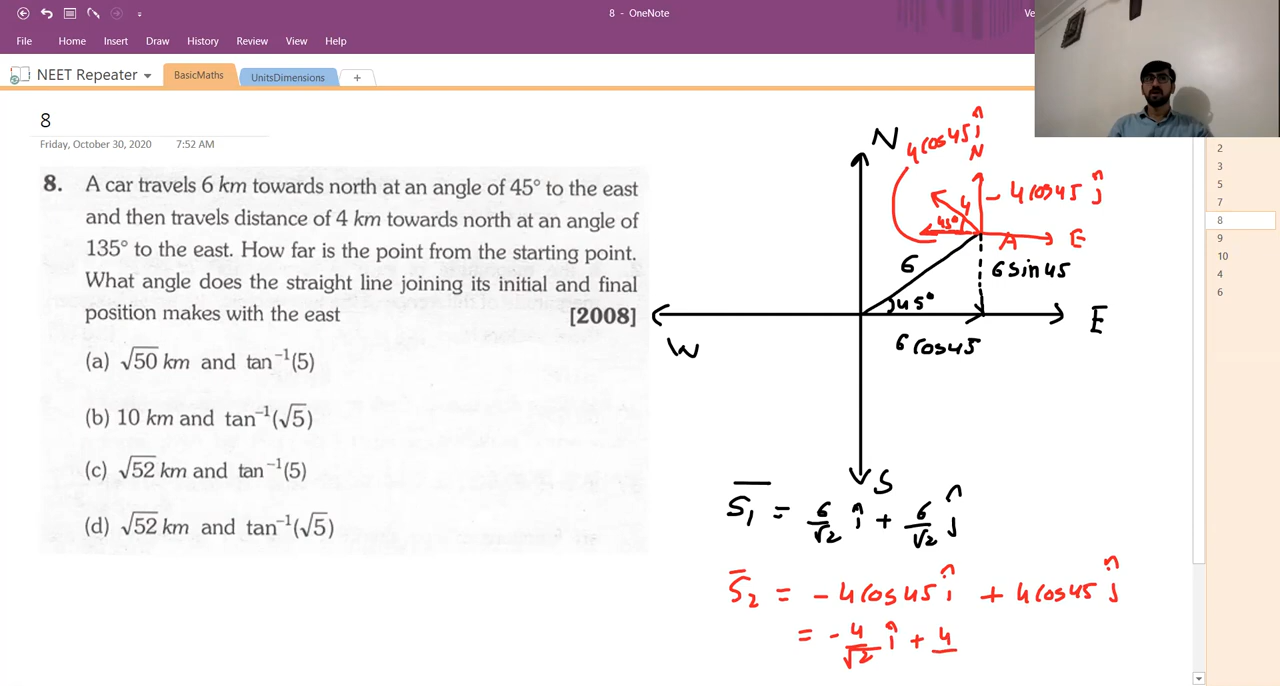 8 - OneNote
Ve
File Home Insert Draw History Review View Help
NEET Repeater
BasicMaths
UnitsDimensions
+
8
Friday, October 30, 2020 7:52 AM
8. A car travels 6 km towards north at an angle of 45° to the east
and then travels distance of 4 km towards north at an angle of
135° to the east. How far is the point from the starting point.
What angle does the straight line joining its initial and final
position makes with the east [2008]
(a) √50 km and tan⁻¹(5)
(b) 10 km and tan⁻¹(√5)
(c) √52 km and tan⁻¹(5)
(d) √52 km and tan⁻¹(√5)
N
4cos45 î
N
- 4cos45 ĵ
4
45°
A
E
6
6sin45
45°
E
W
6cos45
S
S̅₁ = 6/√2 î + 6/√2 ĵ
S̅₂ = - 4cos45 î + 4cos45 ĵ
= - 4/√2 î + 4
2
3
5
7
8
9
10
4
6